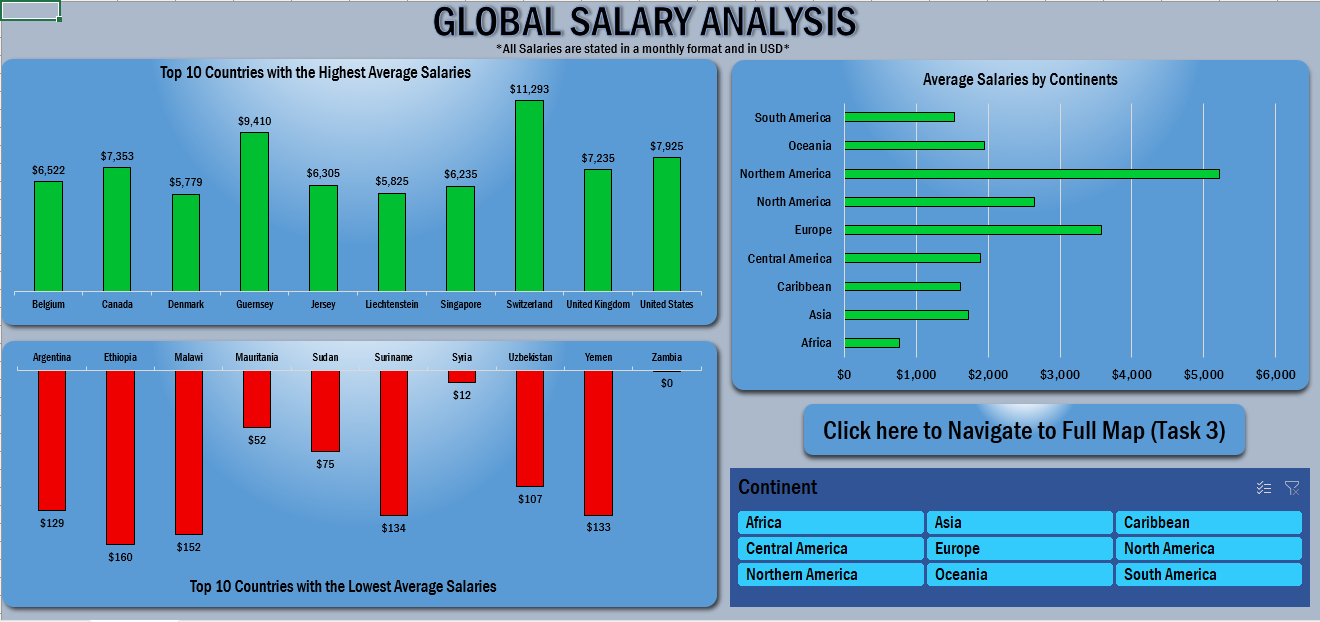 GLOBAL SALARY ANALYSIS
*All Salaries are stated in a monthly format and in USD*
Top 10 Countries with the Highest Average Salaries
$6,522 $7,353 $5,779 $9,410 $6,305 $5,825 $6,235 $11,293 $7,235 $7,925
Belgium Canada Denmark Guernsey Jersey Liechtenstein Singapore Switzerland United Kingdom United States
Argentina Ethiopia Malawi Mauritania Sudan Suriname Syria Uzbekistan Yemen Zambia
$129 $160 $152 $52 $75 $134 $12 $107 $133 $0
Top 10 Countries with the Lowest Average Salaries
Average Salaries by Continents
South America
Oceania
Northern America
North America
Europe
Central America
Caribbean
Asia
Africa
$0 $1,000 $2,000 $3,000 $4,000 $5,000 $6,000
Click here to Navigate to Full Map (Task 3)
Continent
Africa Asia Caribbean
Central America Europe North America
Northern America Oceania South America